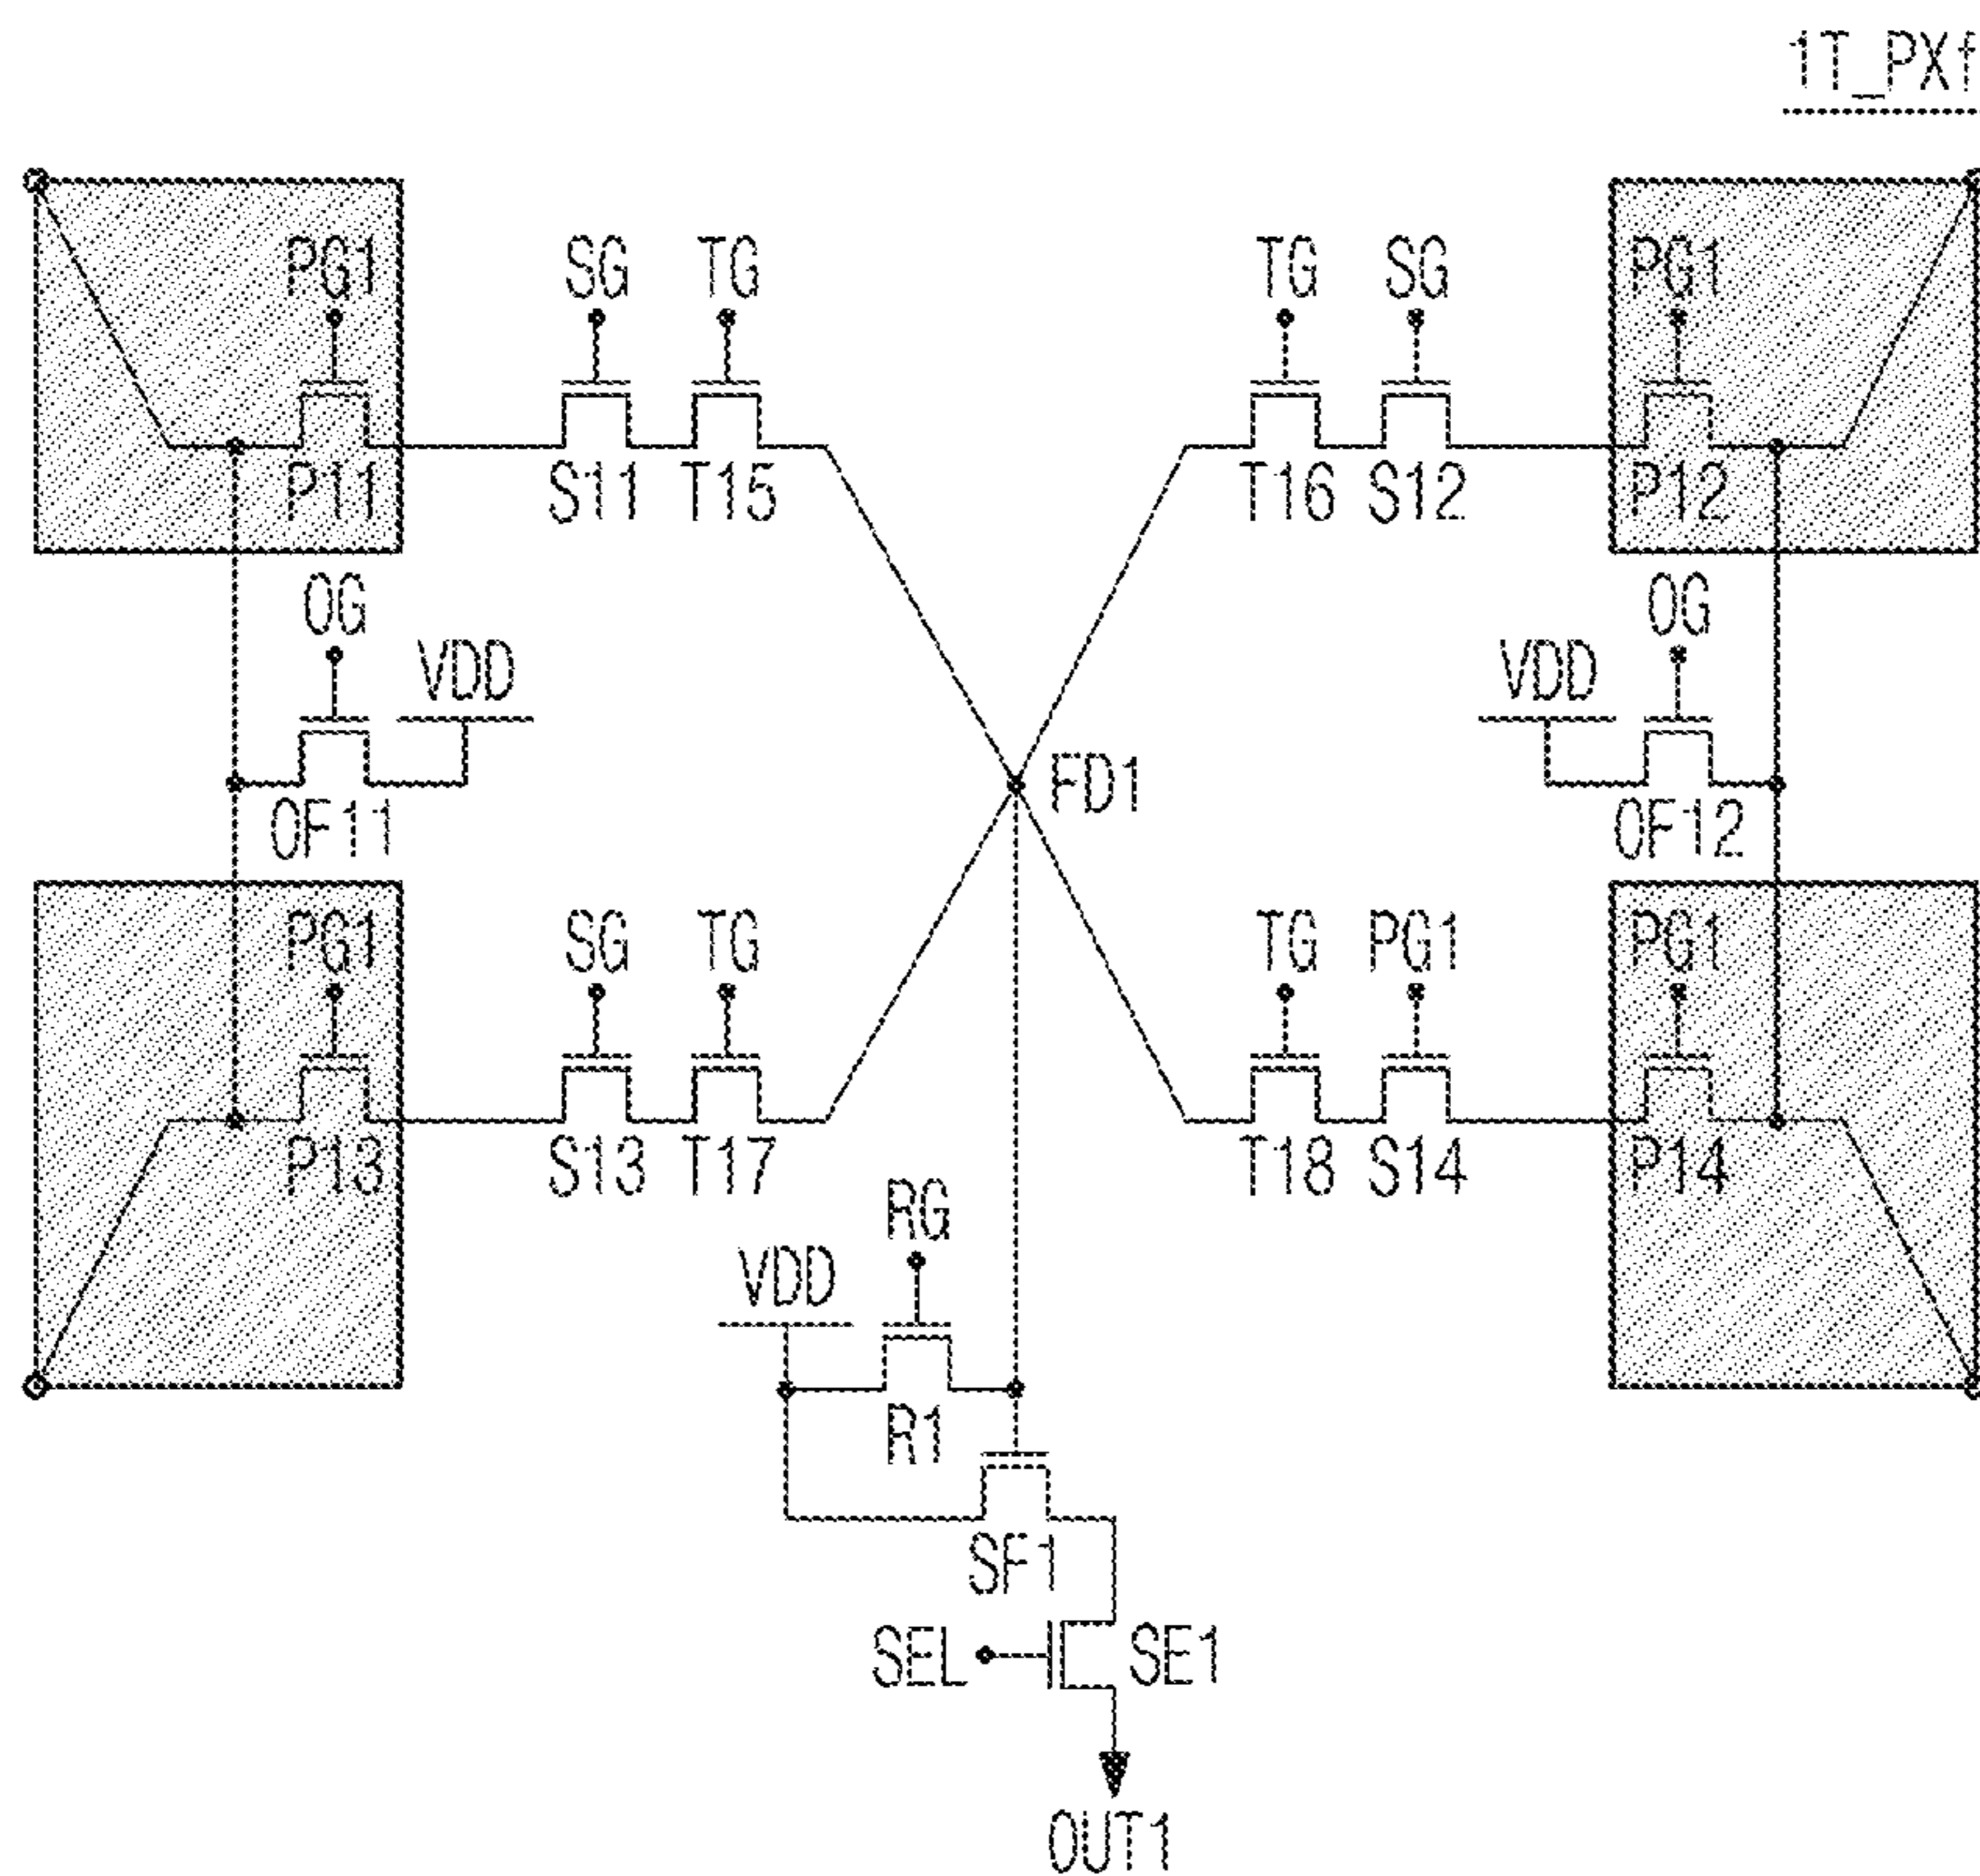 1T_PXf
PG1 SG TG TG SG PG1
P11 S11 T15 T16 S12 P12
OG OG
VDD VDD
FD1
OF11 OF12
PG1 SG TG TG PG1 PG1
P13 S13 T17 T18 S14 P14
RG
VDD
R1
SF1
SEL SE1
OUT1